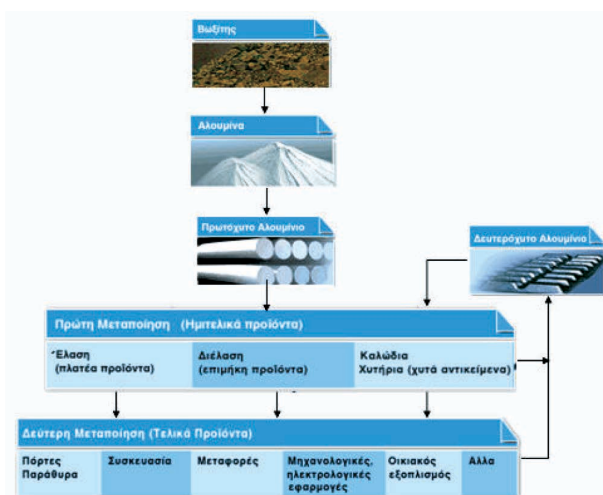 Βωξίτης
Αλουμίνα
Πρωτόχυτο Αλουμίνιο
Δευτερόχυτο Αλουμίνιο
Πρώτη Μεταποίηση (Ημιτελικά προϊόντα)
Έλαση
(πλατέα προϊόντα)
Διέλαση
(επιμήκη προϊόντα)
Καλώδια
Χυτήρια (χυτά αντικείμενα)
Δεύτερη Μεταποίηση (Τελικά Προϊόντα)
Πόρτες
Παράθυρα
Συσκευασία
Μεταφορές
Μηχανολογικές,
ηλεκτρολογικές
εφαρμογές
Οικιακός
εξοπλισμός
Αλλα